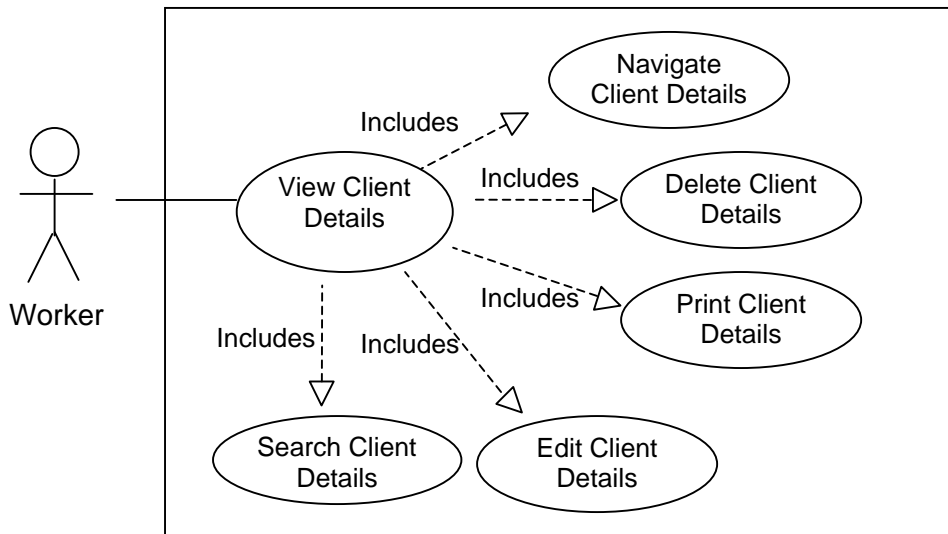 Navigate
Client Details
Includes
View Client
Details
Includes
Delete Client
Details
Includes
Print Client
Details
Worker
Includes
Includes
Search Client
Details
Edit Client
Details